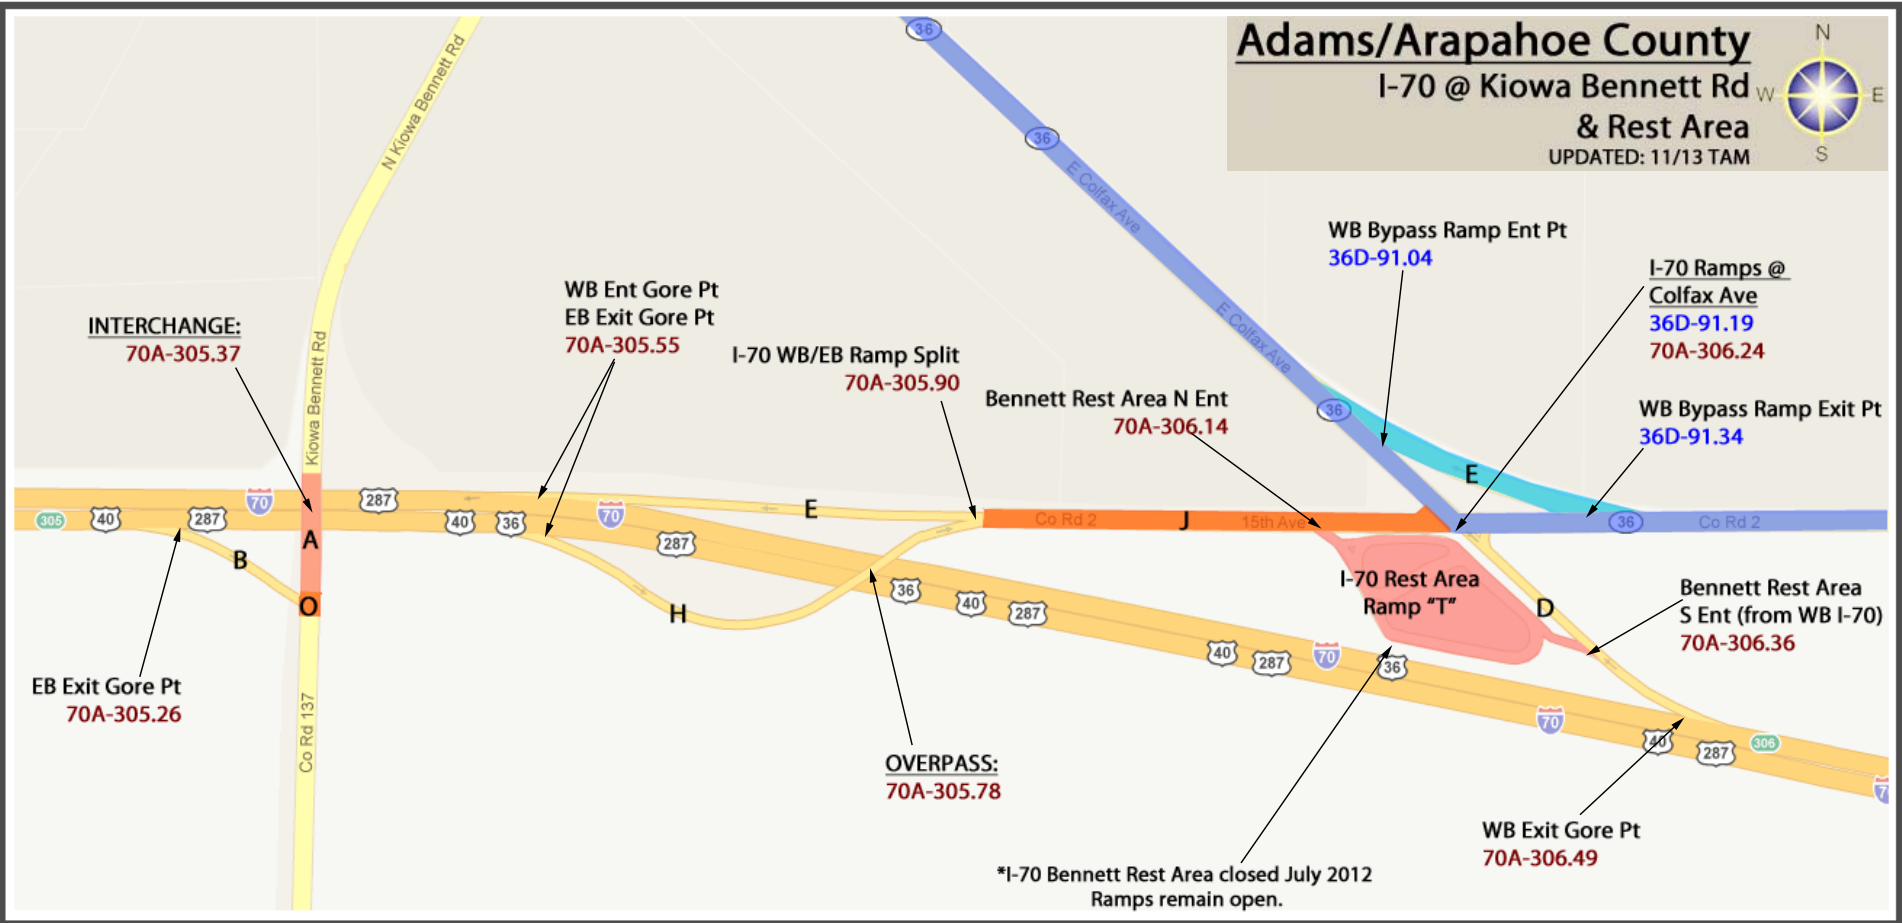 Adams/Arapahoe County
I-70 @ Kiowa Bennett Rd
& Rest Area
UPDATED: 11/13 TAM
N
W
E
S
36
N Kiowa Bennett Rd
36
E Colfax Ave
WB Bypass Ramp Ent Pt
36D-91.04
I-70 Ramps @
Colfax Ave
36D-91.19
70A-306.24
WB Ent Gore Pt
EB Exit Gore Pt
70A-305.55
INTERCHANGE:
70A-305.37
E Colfax Ave
I-70 WB/EB Ramp Split
70A-305.90
Kiowa Bennett Rd
Bennett Rest Area N Ent
70A-306.14
36
WB Bypass Ramp Exit Pt
36D-91.34
E
70
287
70
E
305
40
287
40
36
Co Rd 2
J
15th Ave
36
Co Rd 2
A
287
B
I-70 Rest Area
Ramp "T"
O
H
36
40
287
D
Bennett Rest Area
S Ent (from WB I-70)
70A-306.36
40
287
70
36
EB Exit Gore Pt
70A-305.26
Co Rd 137
70
40
287
306
OVERPASS:
70A-305.78
7
WB Exit Gore Pt
70A-306.49
*I-70 Bennett Rest Area closed July 2012
Ramps remain open.